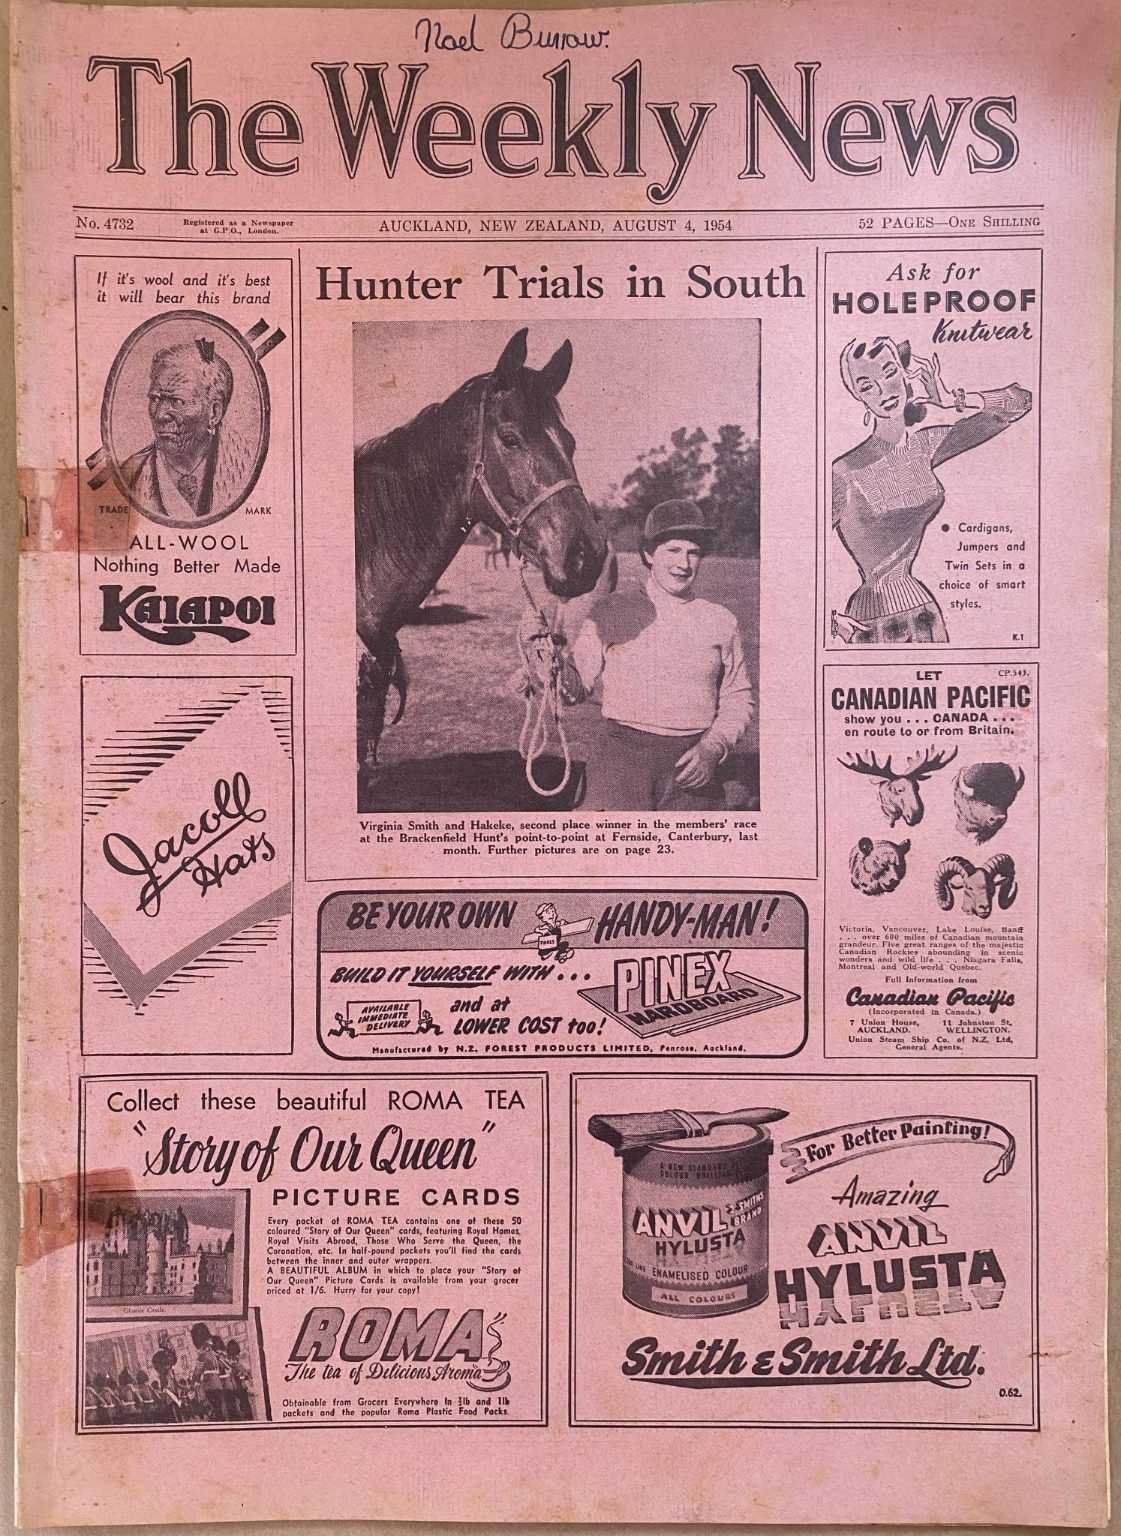 Noel Burrow.
The Weekly News
No. 4732
Registered as a Newspaper
at G.P.O., London.
AUCKLAND, NEW ZEALAND, AUGUST 4, 1954
52 PAGES—ONE SHILLING
If it's wool and it's best
it will bear this brand
TRADE MARK
ALL-WOOL
Nothing Better Made
KAIAPOI
Jacoll
Hats
Hunter Trials in South
Virginia Smith and Hakeke, second place winner in the members' race
at the Brackenfield Hunt's point-to-point at Fernside, Canterbury, last
month. Further pictures are on page 23.
Ask for
HOLEPROOF
Knitwear
● Cardigans,
Jumpers and
Twin Sets in a
choice of smart
styles.
K.1
LET
CP.543.
CANADIAN PACIFIC
show you . . . CANADA . . .
en route to or from Britain.
Victoria, Vancouver, Lake Louise, Banff
. . . over 600 miles of Canadian mountain
grandeur. Five great ranges of the majestic
Canadian Rockies abounding in scenic
wonders and wild life . . . Niagara Falls,
Montreal and Old-world Quebec.
Full Information from
Canadian Pacific
(Incorporated in Canada.)
7 Union House, 11 Johnston St,
AUCKLAND. WELLINGTON.
Union Steam Ship Co. of N.Z. Ltd,
General Agents.
BE YOUR OWN HANDY-MAN!
TOOLS
BUILD IT YOURSELF WITH . . .
PINEX
HARDBOARD
AVAILABLE
IMMEDIATE
DELIVERY
and at
LOWER COST too!
Manufactured by N.Z. FOREST PRODUCTS LIMITED, Penrose, Auckland.
Collect these beautiful ROMA TEA
"Story of Our Queen"
PICTURE CARDS
Every packet of ROMA TEA contains one of these 50
coloured "Story of Our Queen" cards, featuring Royal Homes,
Royal Visits Abroad, Those Who Serve the Queen, the
Coronation, etc. In half-pound packets you'll find the cards
between the inner and outer wrappers.
A BEAUTIFUL ALBUM in which to place your "Story of
Our Queen" Picture Cards is available from your grocer
priced at 1/6. Hurry for your copy!
Glamis Castle.
ROMA
The tea of Delicious Aroma
Obtainable from Grocers Everywhere in ½lb and 1lb
packets and the popular Roma Plastic Food Packs.
A NEW STANDARD
ANVIL
SMITHS
BRAND
HYLUSTA
ENAMELISED COLOUR
ALL COLOURS
For Better Painting!
Amazing
ANVIL
HYLUSTA
Smith & Smith Ltd.
O.62.